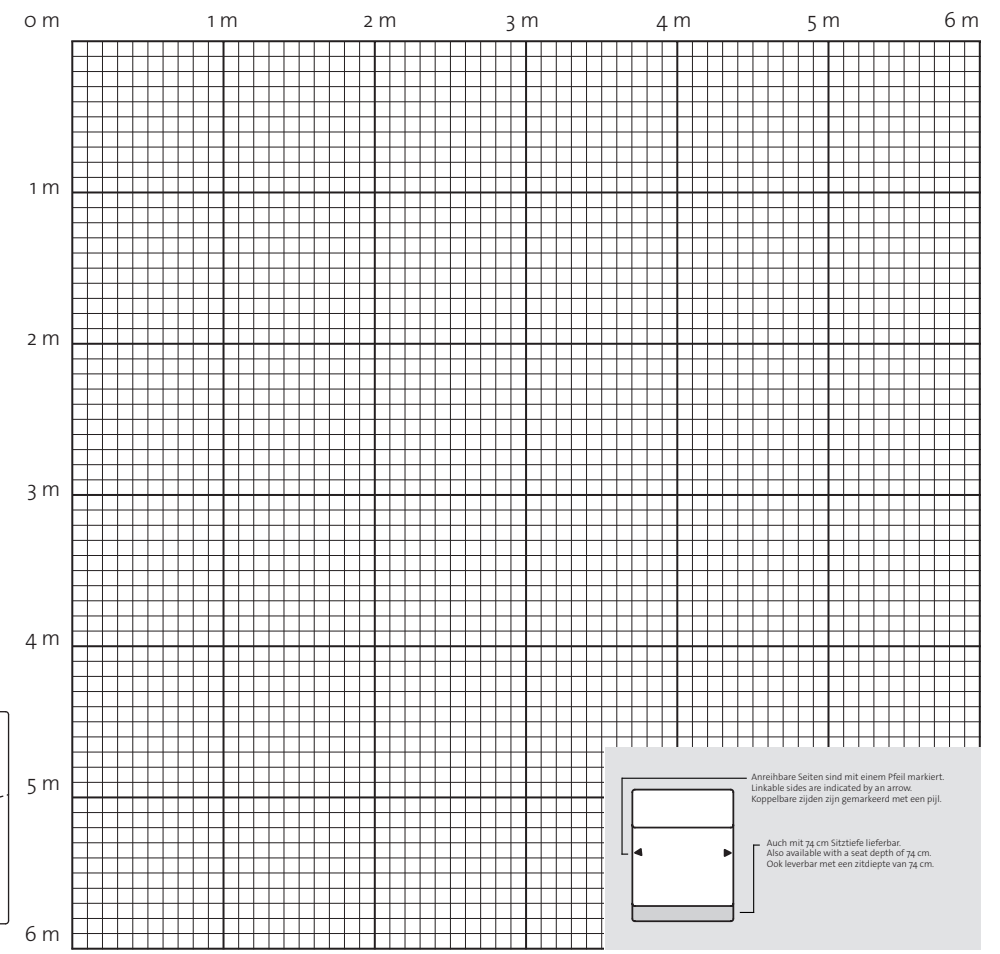 0 m 1 m 2 m 3 m 4 m 5 m 6 m
1 m
2 m
3 m
4 m
5 m
6 m
Anreihbare Seiten sind mit einem Pfeil markiert.
Linkable sides are indicated by an arrow.
Koppelbare zijden zijn gemarkeerd met een pijl.
Auch mit 74 cm Sitztiefe lieferbar.
Also available with a seat depth of 74 cm.
Ook leverbar met een zitdiepte van 74 cm.